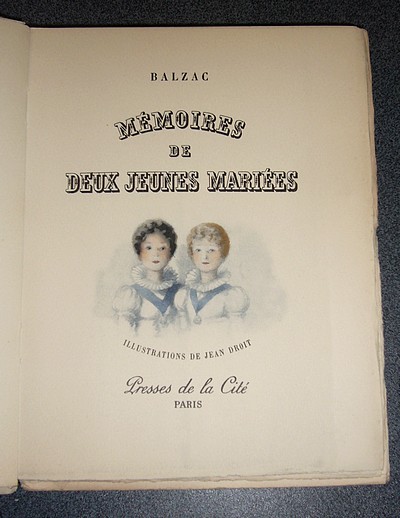 BALZAC
MÉMOIRES
DE
DEUX JEUNES MARIÉES
ILLUSTRATIONS DE JEAN DROIT
Presses de la Cité
PARIS